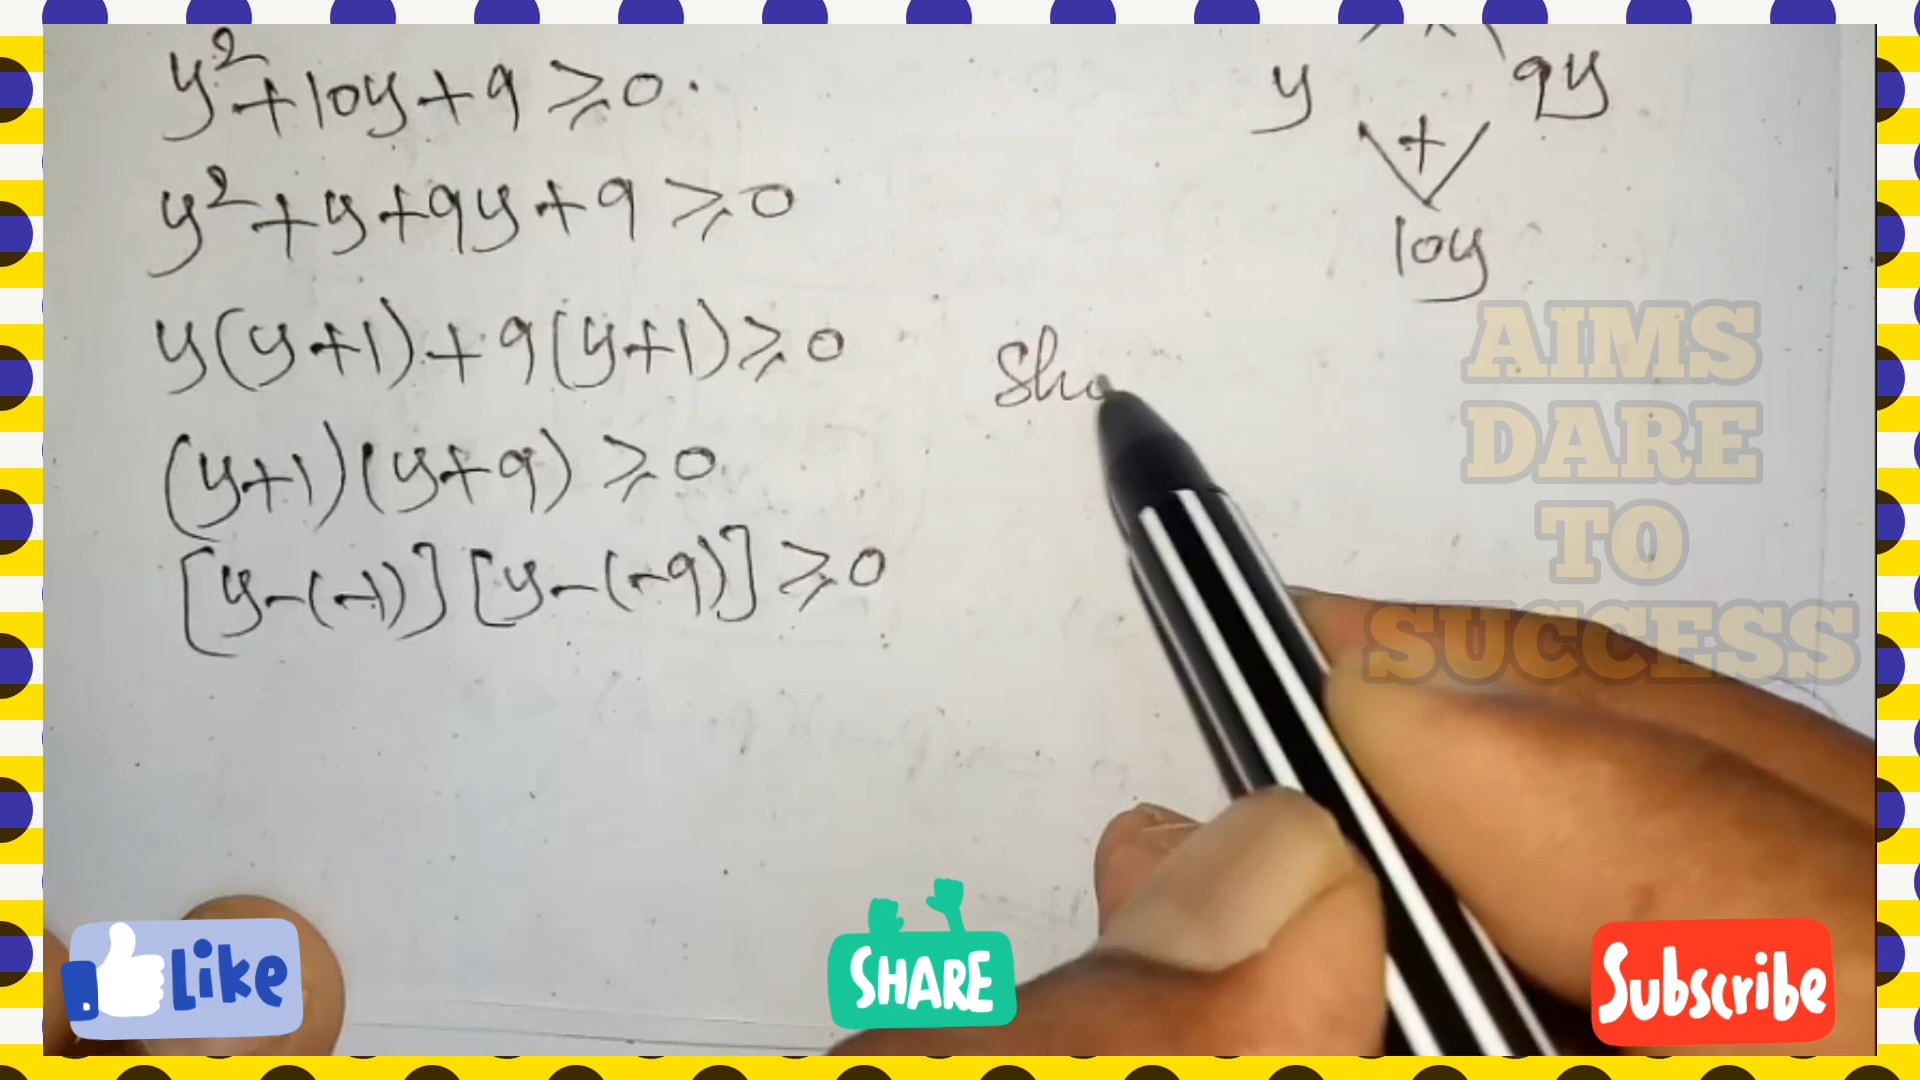 y²+10y+9≥0.
y²+y+9y+9≥0
y(y+1)+9(y+1)≥0
(y+1)(y+9)≥0
[y-(-1)][y-(-9)]≥0
y 9y
+
10y
Sho
AIMS
DARE
TO
SUCCESS
Like
SHARE
Subscribe